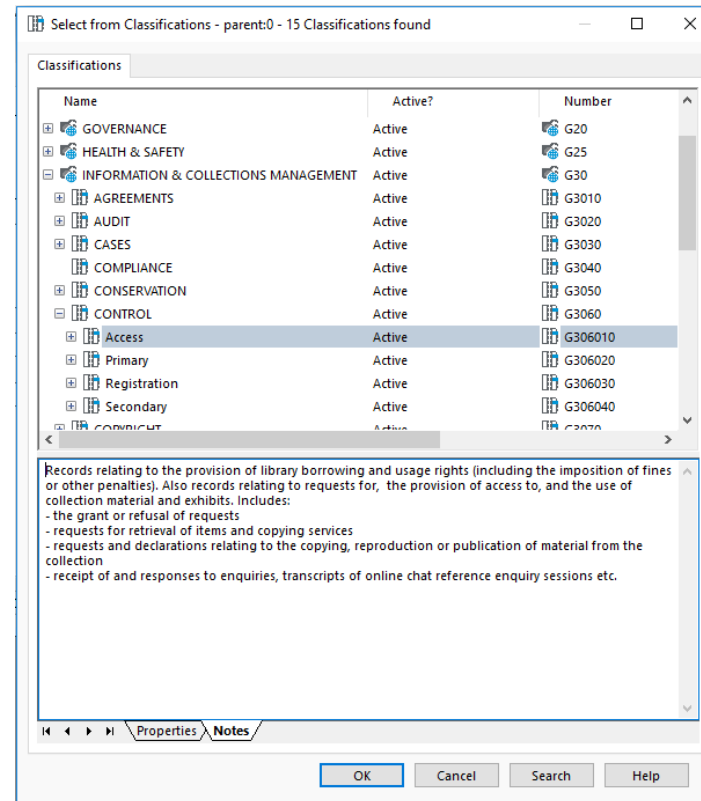 Select from Classifications - parent:0 - 15 Classifications found
Classifications
Name Active? Number
GOVERNANCE Active G20
HEALTH & SAFETY Active G25
INFORMATION & COLLECTIONS MANAGEMENT Active G30
AGREEMENTS Active G3010
AUDIT Active G3020
CASES Active G3030
COMPLIANCE Active G3040
CONSERVATION Active G3050
CONTROL Active G3060
Access Active G306010
Primary Active G306020
Registration Active G306030
Secondary Active G306040
COPYRIGHT Active G3070
Records relating to the provision of library borrowing and usage rights (including the imposition of fines
or other penalties). Also records relating to requests for,  the provision of access to, and the use of
collection material and exhibits. Includes:
- the grant or refusal of requests
- requests for retrieval of items and copying services
- requests and declarations relating to the copying, reproduction or publication of material from the
collection
- receipt of and responses to enquiries, transcripts of online chat reference enquiry sessions etc.
Properties Notes
OK Cancel Search Help